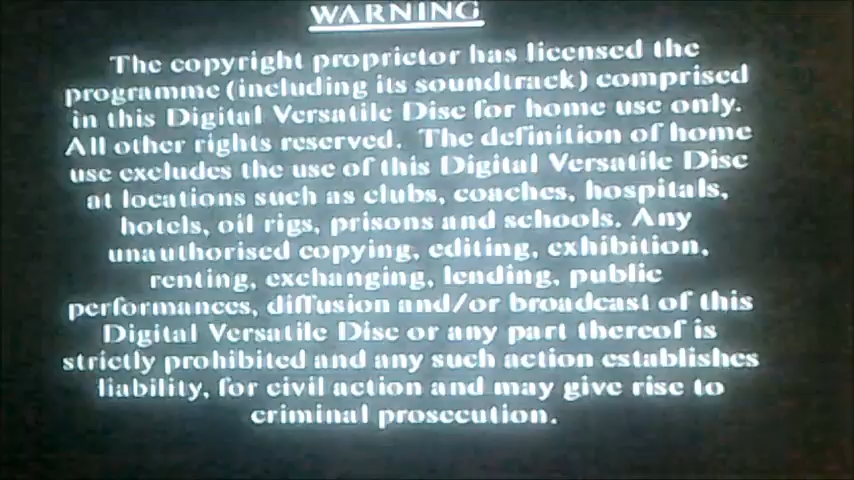 WARNING
The copyright proprietor has licensed the
programme (including its soundtrack) comprised
in this Digital Versatile Disc for home use only.
All other rights reserved. The definition of home
use excludes the use of this Digital Versatile Disc
at locations such as clubs, coaches, hospitals,
hotels, oil rigs, prisons and schools. Any
unauthorised copying, editing, exhibition,
renting, exchanging, lending, public
performances, diffusion and/or broadcast of this
Digital Versatile Disc or any part thereof is
strictly prohibited and any such action establishes
liability, for civil action and may give rise to
criminal prosecution.